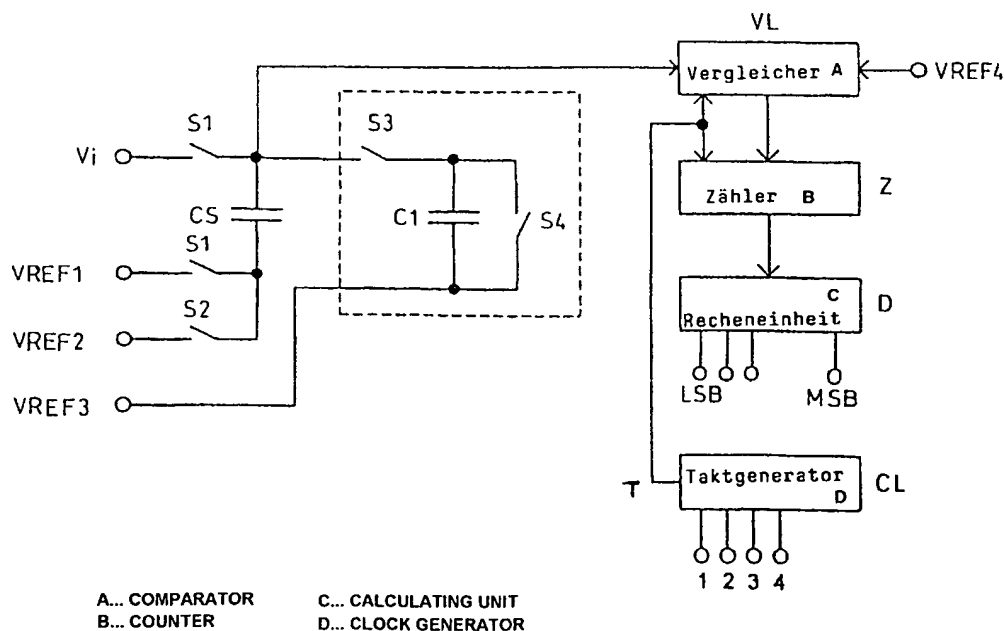 VL
Vergleicher A
VREF4
S1
S3
Vi
Zähler B
Z
CS
C1
S4
S1
VREF1
C
Recheneinheit
D
S2
VREF2
LSB
MSB
VREF3
Taktgenerator
D
CL
T
1 2 3 4
A... COMPARATOR C... CALCULATING UNIT
B... COUNTER D... CLOCK GENERATOR